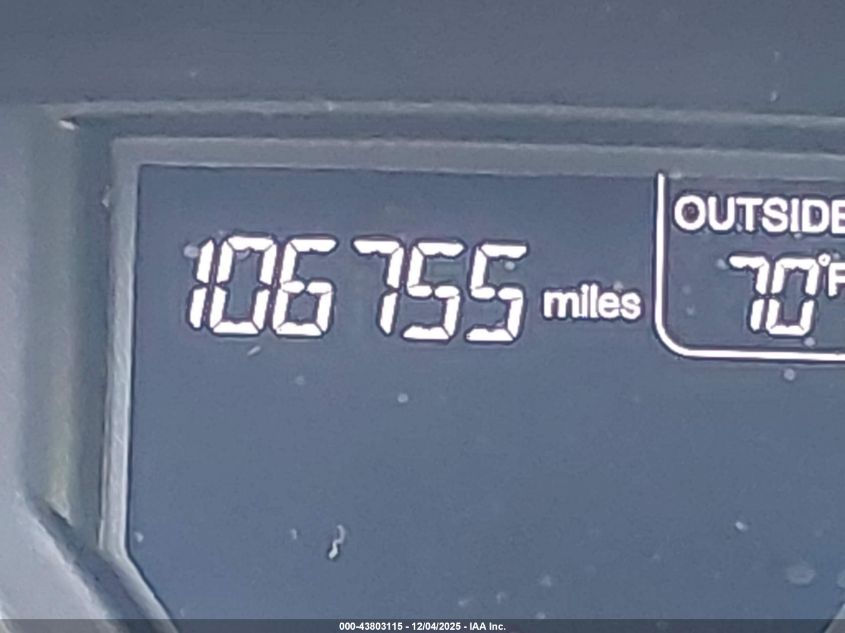 106755 miles
OUTSIDE
70°F
000-43803115 - 12/04/2025 - IAA Inc.